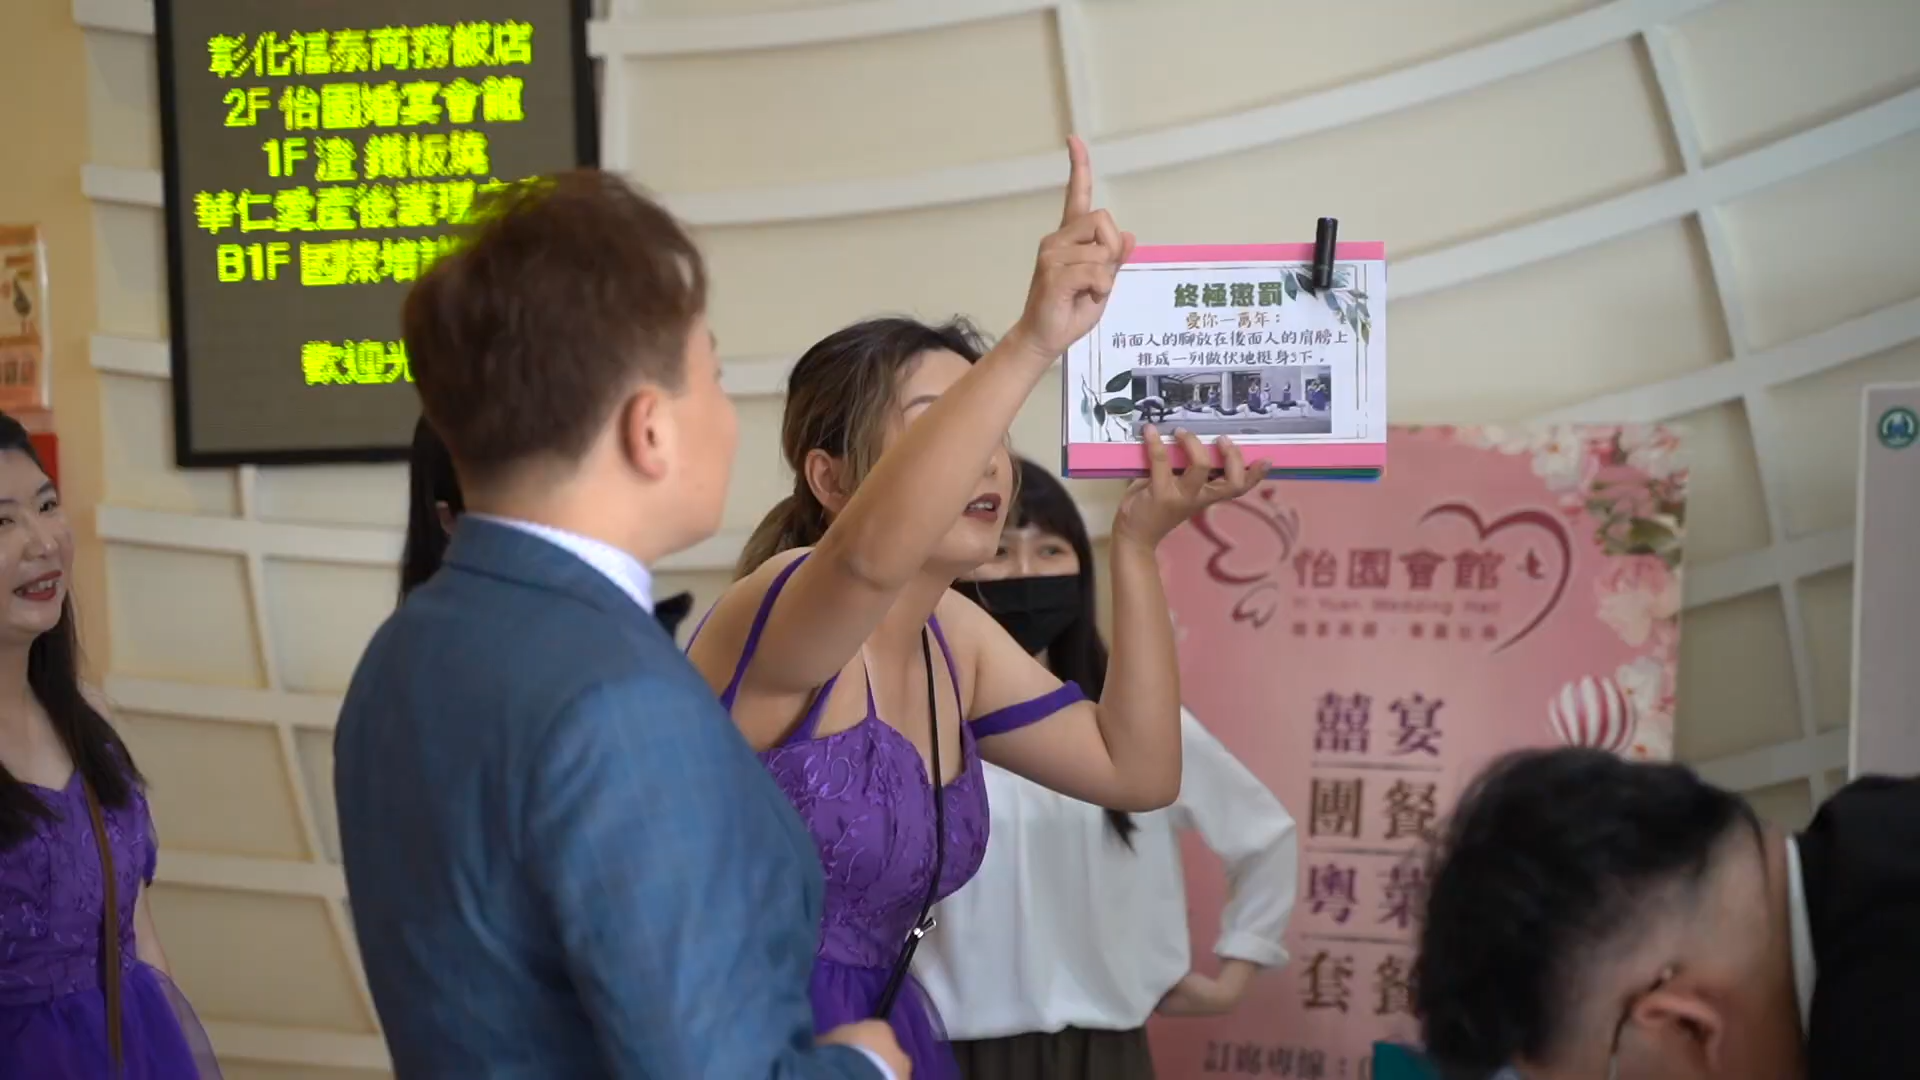 彰化福泰商務飯店
2F 怡園婚宴會館
1F 澄 鐵板燒
華仁愛產後護理
B1F 國際培訓
歡迎光
終極懲罰
愛你一萬年：
前面人的腳放在後面人的肩膀上
排成一列做伏地挺身5下。
怡園會館
Yi Yuan Wedding Hall
囍宴
團餐
粵菜
套餐
訂席專線：(